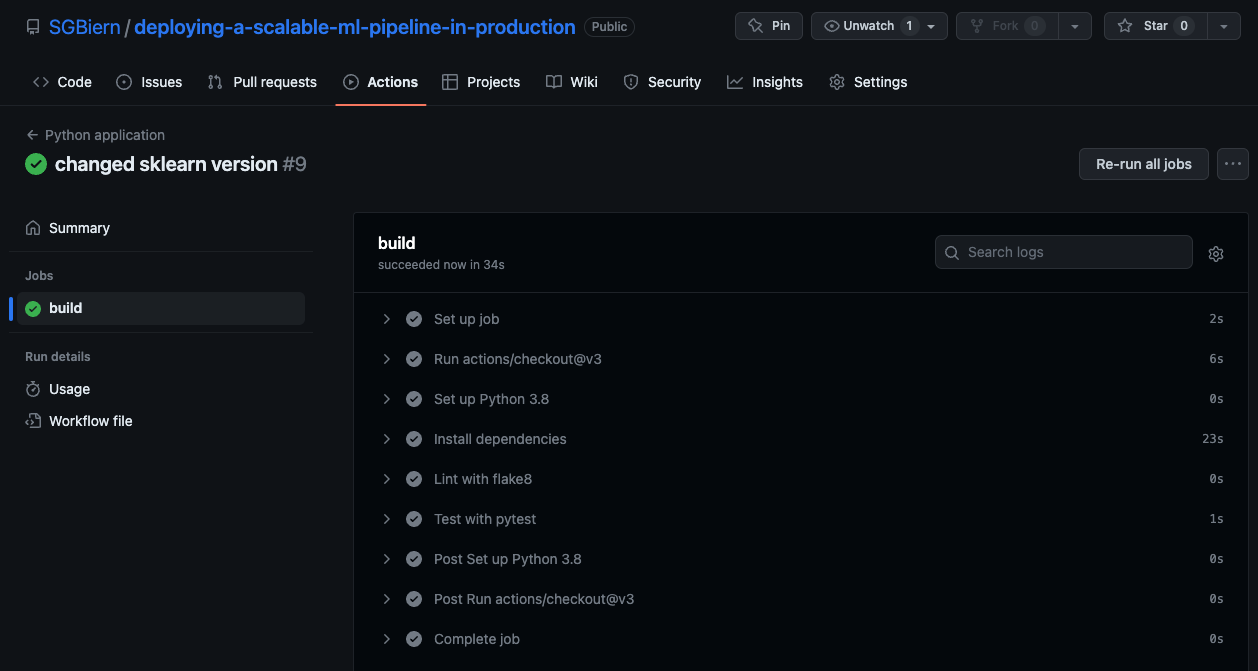 SGBiern / deploying-a-scalable-ml-pipeline-in-production Public
Pin Unwatch 1 Fork 0 Star 0
Code Issues Pull requests Actions Projects Wiki Security Insights Settings
Python application
changed sklearn version #9
Re-run all jobs
Summary
Jobs
build
Run details
Usage
Workflow file
build
succeeded now in 34s
Search logs
Set up job 2s
Run actions/checkout@v3 6s
Set up Python 3.8 0s
Install dependencies 23s
Lint with flake8 0s
Test with pytest 1s
Post Set up Python 3.8 0s
Post Run actions/checkout@v3 0s
Complete job 0s